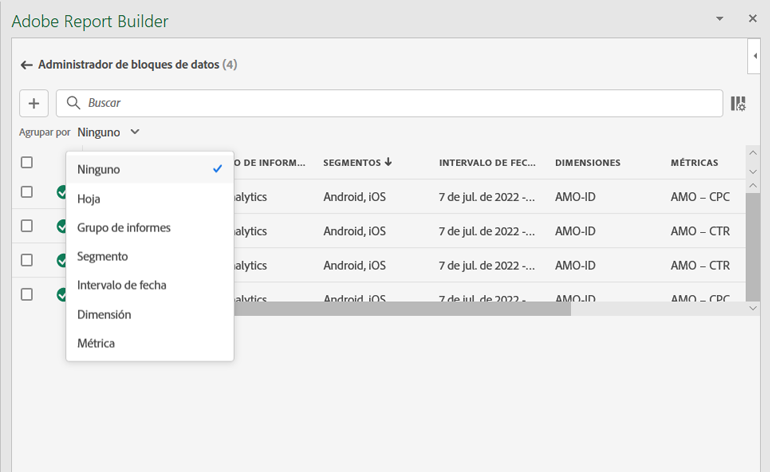 Adobe Report Builder
Administrador de bloques de datos (4)
Buscar
Agrupar por Ninguno
O DE INFORM... SEGMENTOS INTERVALO DE FEC... DIMENSIONES MÉTRICAS
nalytics Android, iOS 7 de jul. de 2022 -... AMO-ID AMO – CPC
nalytics Android, iOS 7 de jul. de 2022 -... AMO-ID AMO – CTR
nalytics Android, iOS 7 de jul. de 2022 -... AMO-ID AMO – CTR
nalytics Android, iOS 7 de jul. de 2022 -... AMO-ID AMO – CPC
Ninguno
Hoja
Grupo de informes
Segmento
Intervalo de fecha
Dimensión
Métrica